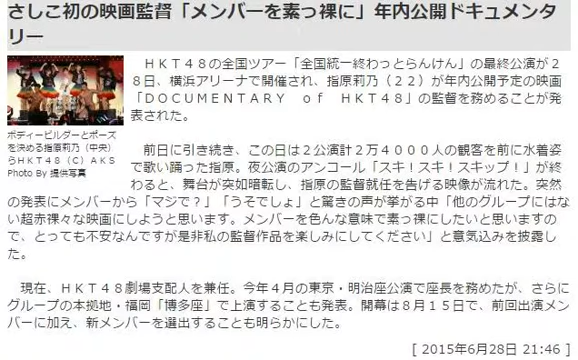 さしこ初の映画監督「メンバーを素っ裸に」年内公開ドキュメンタ
リー
ボディービルダーとポーズ
を決める指原莉乃（中央）
らＨＫＴ４８（Ｃ）ＡＫＳ
Photo By 提供写真
　ＨＫＴ４８の全国ツアー「全国統一終わっとらんけん」の最終公演が２
８日、横浜アリーナで開催され、指原莉乃（２２）が年内公開予定の映画
「ＤＯＣＵＭＥＮＴＡＲＹ　ｏｆ　ＨＫＴ４８」の監督を務めることが発
表された。
　前日に引き続き、この日は２公演計２万４０００人の観客を前に水着姿
で歌い踊った指原。夜公演のアンコール「スキ！スキ！スキップ！」が終
わると、舞台が突如暗転し、指原の監督就任を告げる映像が流れた。突然
の発表にメンバーから「マジで？」「うそでしょ」と驚きの声が挙がる中「他のグループにはな
い超赤裸々な映画にしようと思います。メンバーを色んな意味で素っ裸にしたいと思いますの
で、とっても不安なんですが是非私の監督作品を楽しみにしてください」と意気込みを披露し
た。
　現在、ＨＫＴ４８劇場支配人を兼任。今年４月の東京・明治座公演で座長を務めたが、さらに
グループの本拠地・福岡「博多座」で上演することも発表。開幕は８月１５日で、前回出演メン
バーに加え、新メンバーを選出することも明らかにした。
[ 2015年6月28日 21:46 ]